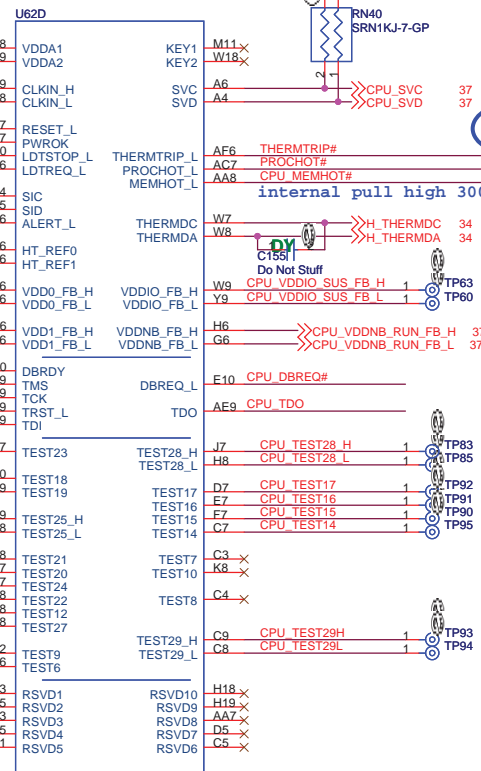 U62D
RN40
SRN1KJ-7-GP
2 1
VDDA1 KEY1 M11
VDDA2 KEY2 W18
CLKIN_H SVC A6 CPU_SVC 37
CLKIN_L SVD A4 CPU_SVD 37
RESET_L
PWROK
LDTSTOP_L THERMTRIP_L AF6 THERMTRIP#
LDTREQ_L PROCHOT_L AC7 PROCHOT#
MEMHOT_L AA8 CPU_MEMHOT#
internal pull high 300
SIC
SID
ALERT_L THERMDC W7 H_THERMDC 34
THERMDA W8 H_THERMDA 34
DY
C155
Do Not Stuff
HT_REF0
HT_REF1
VDD0_FB_H VDDIO_FB_H W9 CPU_VDDIO_SUS_FB_H 1 TP63
VDD0_FB_L VDDIO_FB_L Y9 CPU_VDDIO_SUS_FB_L 1 TP60
VDD1_FB_H VDDNB_FB_H H6 CPU_VDDNB_RUN_FB_H 37
VDD1_FB_L VDDNB_FB_L G6 CPU_VDDNB_RUN_FB_L 37
DBRDY
TMS DBREQ_L E10 CPU_DBREQ#
TCK
TRST_L TDO AE9 CPU_TDO
TDI
TEST23 TEST28_H J7 CPU_TEST28_H 1 TP83
TEST28_L H8 CPU_TEST28_L 1 TP85
TEST18 TEST17 D7 CPU_TEST17 1 TP92
TEST19 TEST16 E7 CPU_TEST16 1 TP91
TEST25_H TEST15 F7 CPU_TEST15 1 TP90
TEST25_L TEST14 C7 CPU_TEST14 1 TP95
TEST21 TEST7 C3
TEST20 TEST10 K8
TEST24
TEST22 TEST8 C4
TEST12
TEST27
TEST29_H C9 CPU_TEST29H 1 TP93
TEST9 TEST29_L C8 CPU_TEST29L 1 TP94
TEST6
RSVD1 RSVD10 H18
RSVD2 RSVD9 H19
RSVD3 RSVD8 AA7
RSVD4 RSVD7 D5
RSVD5 RSVD6 C5